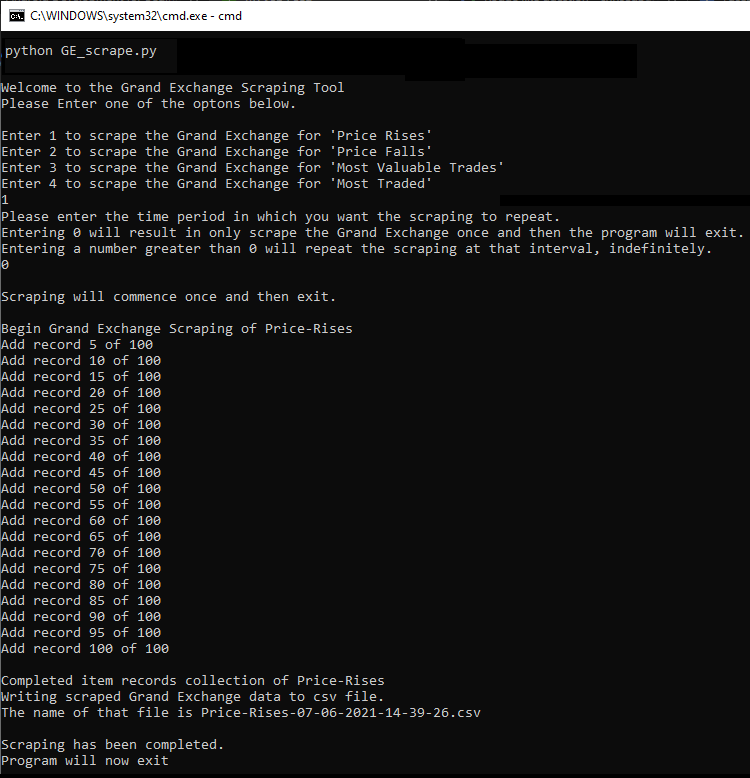 C:\WINDOWS\system32\cmd.exe - cmd
python GE_scrape.py
Welcome to the Grand Exchange Scraping Tool
Please Enter one of the optons below.
Enter 1 to scrape the Grand Exchange for 'Price Rises'
Enter 2 to scrape the Grand Exchange for 'Price Falls'
Enter 3 to scrape the Grand Exchange for 'Most Valuable Trades'
Enter 4 to scrape the Grand Exchange for 'Most Traded'
1
Please enter the time period in which you want the scraping to repeat.
Entering 0 will result in only scrape the Grand Exchange once and then the program will exit.
Entering a number greater than 0 will repeat the scraping at that interval, indefinitely.
0
Scraping will commence once and then exit.
Begin Grand Exchange Scraping of Price-Rises
Add record 5 of 100
Add record 10 of 100
Add record 15 of 100
Add record 20 of 100
Add record 25 of 100
Add record 30 of 100
Add record 35 of 100
Add record 40 of 100
Add record 45 of 100
Add record 50 of 100
Add record 55 of 100
Add record 60 of 100
Add record 65 of 100
Add record 70 of 100
Add record 75 of 100
Add record 80 of 100
Add record 85 of 100
Add record 90 of 100
Add record 95 of 100
Add record 100 of 100
Completed item records collection of Price-Rises
Writing scraped Grand Exchange data to csv file.
The name of that file is Price-Rises-07-06-2021-14-39-26.csv
Scraping has been completed.
Program will now exit